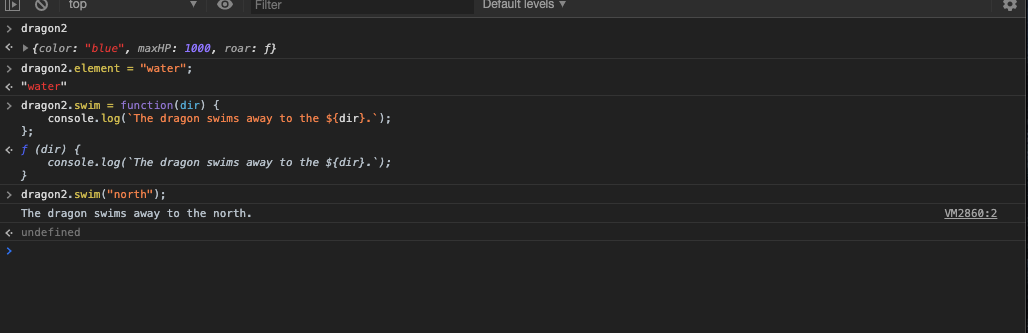 top ▼ Filter Default levels ▼
> dragon2
<· ▶{color: "blue", maxHP: 1000, roar: ƒ}
> dragon2.element = "water";
<· "water"
> dragon2.swim = function(dir) {
    console.log(`The dragon swims away to the ${dir}.`);
};
<· ƒ (dir) {
    console.log(`The dragon swims away to the ${dir}.`);
}
> dragon2.swim("north");
The dragon swims away to the north. VM2860:2
<· undefined
>